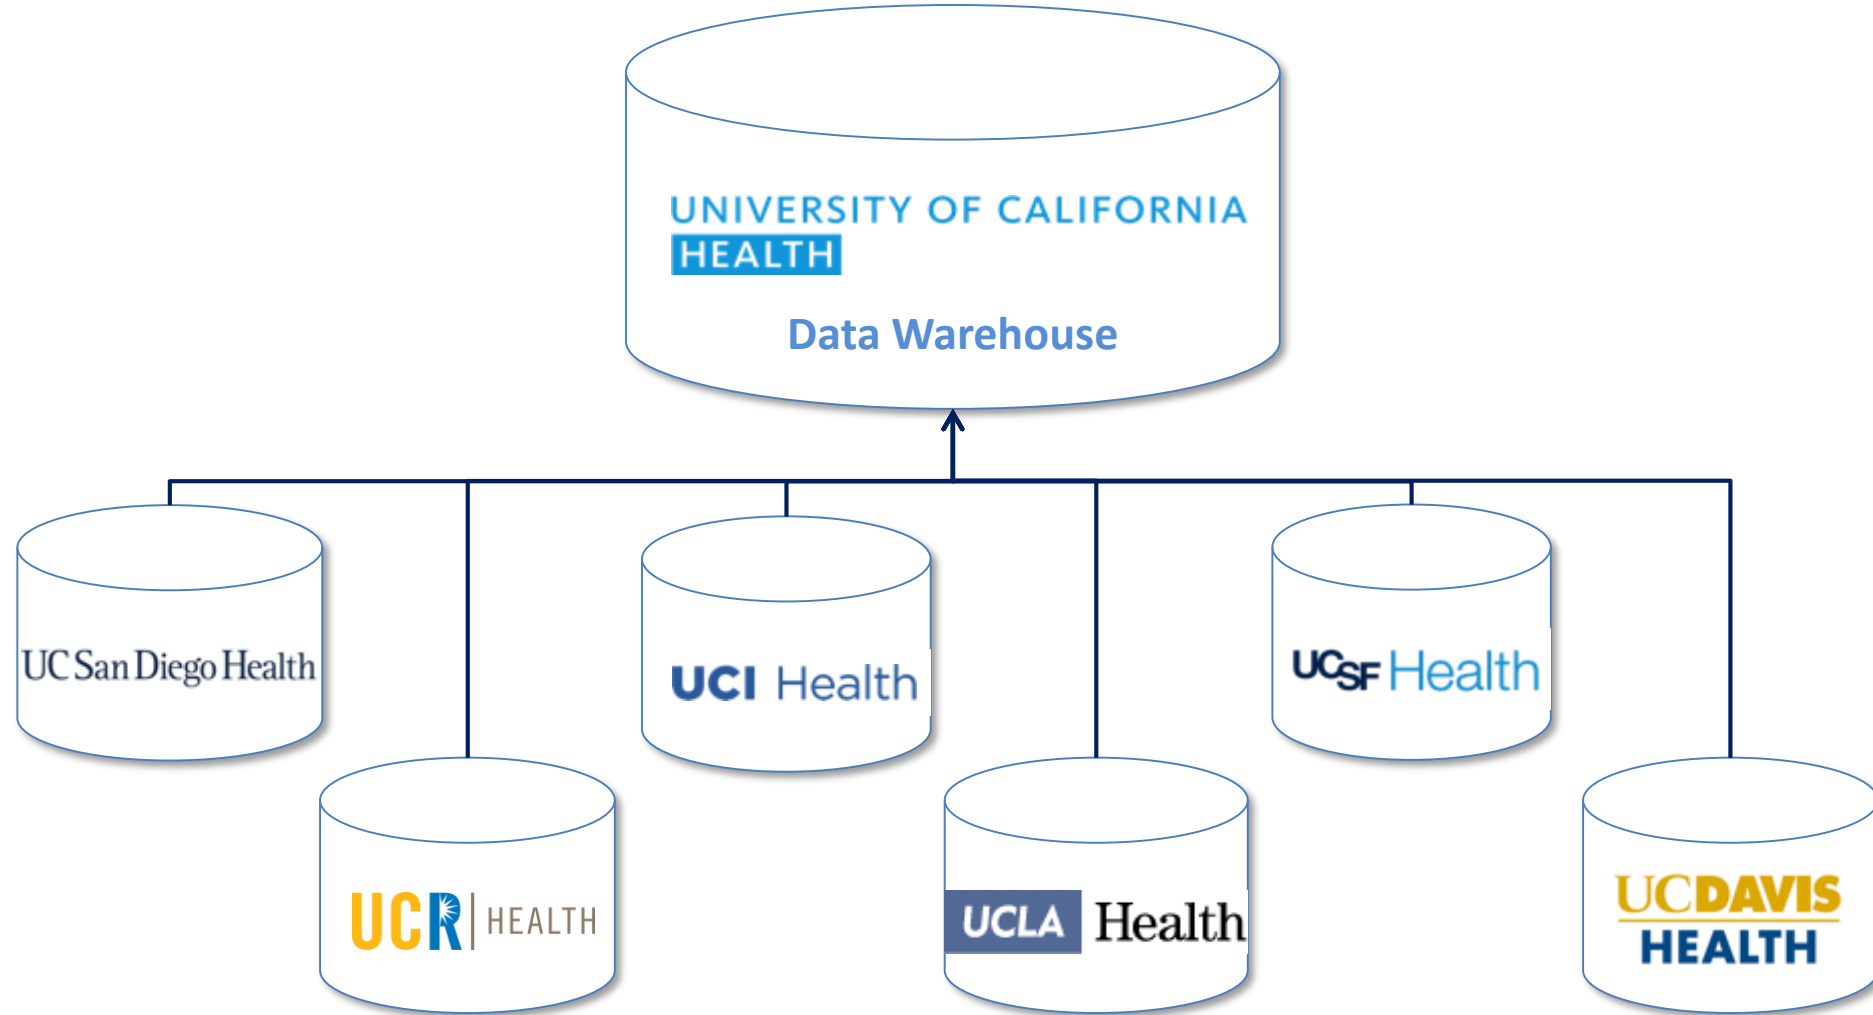 UNIVERSITY OF CALIFORNIA
HEALTH
Data Warehouse
UC San Diego Health
UCI Health
UCSF Health
UCR HEALTH
UCLA Health
UCDAVIS
HEALTH